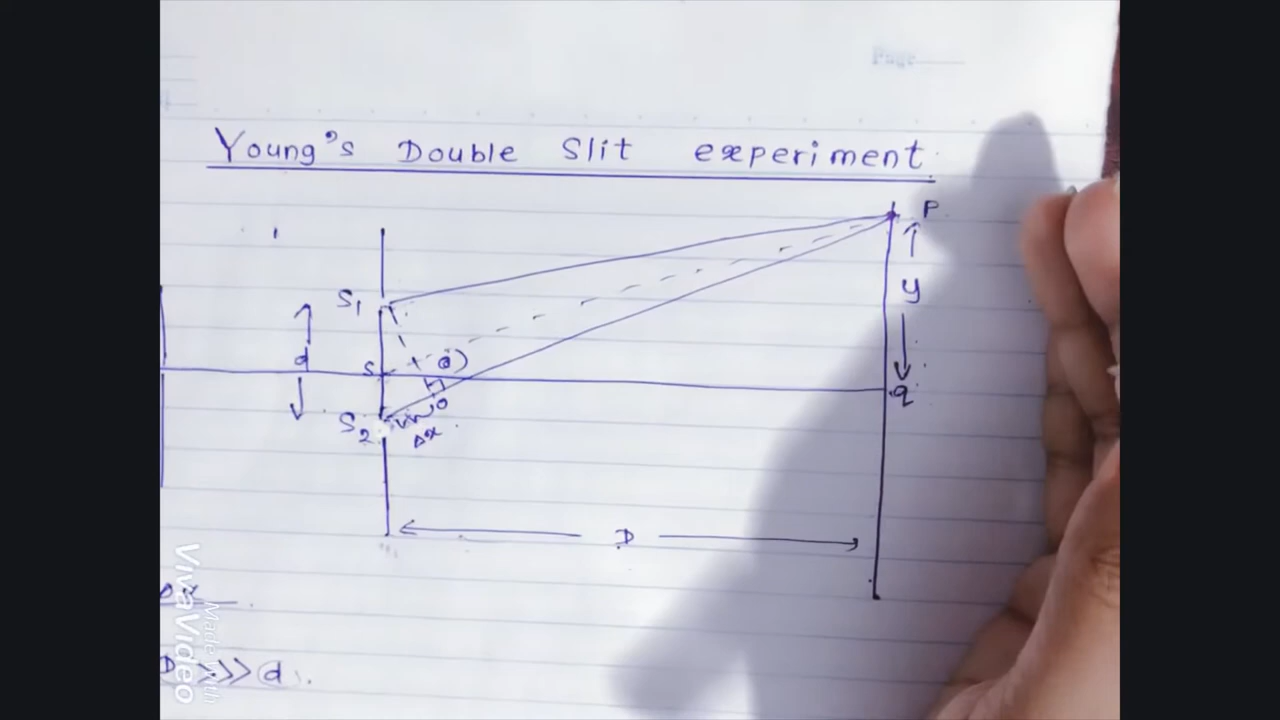 Page
Young's Double Slit experiment
P
y
S1
d
S
θ)
q
S2
Δx
D
D >>> d.
Made With
VivaVideo